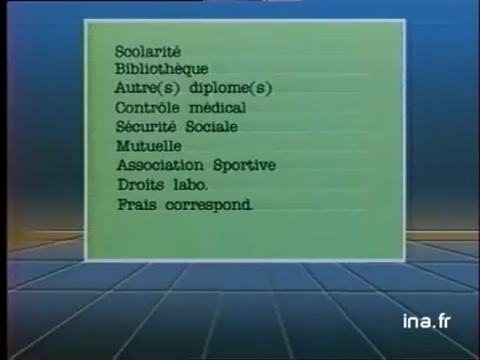 Scolarité
Bibliothèque
Autre(s) diplome(s)
Contrôle médical
Sécurité Sociale
Mutuelle
Association Sportive
Droits labo.
Frais correspond.
ina.fr